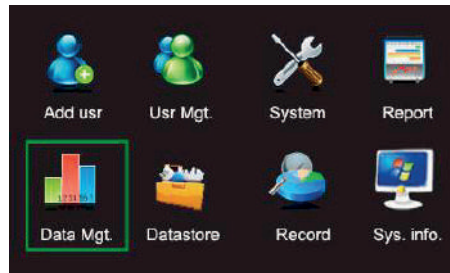 Add usr Usr Mgt. System Report
Data Mgt. Datastore Record Sys. info.